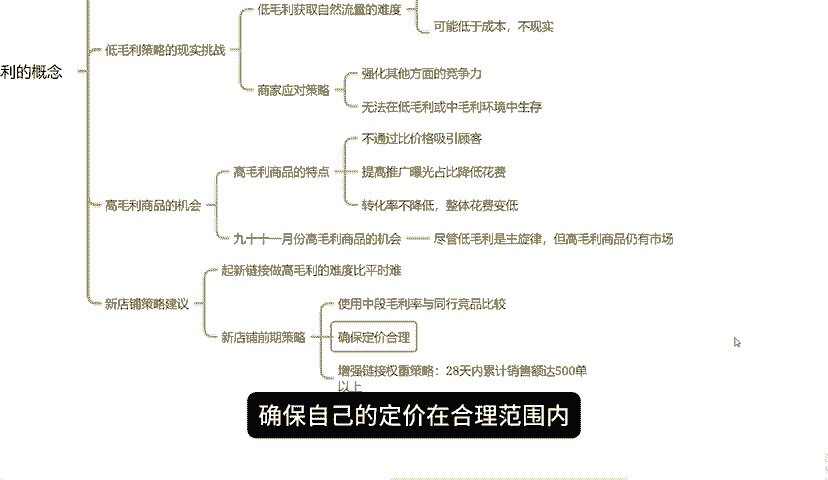 低毛利获取自然流量的难度
可能低于成本，不现实
低毛利策略的现实挑战
利的概念
强化其他方面的竞争力
商家应对策略
无法在低毛利或中毛利环境中生存
不通过比价格吸引顾客
高毛利商品的特点
提高推广曝光占比降低花费
高毛利商品的机会
转化率不降低，整体花费变低
九十十一月份高毛利商品的机会
尽管低毛利是主旋律，但高毛利商品仍有市场
起新链接做高毛利的难度比平时难
新店铺策略建议
使用中段毛利率与同行竞品比较
新店铺前期策略
确保定价合理
增强链接权重策略：28天内累计销售额达500单
以上
确保自己的定价在合理范围内